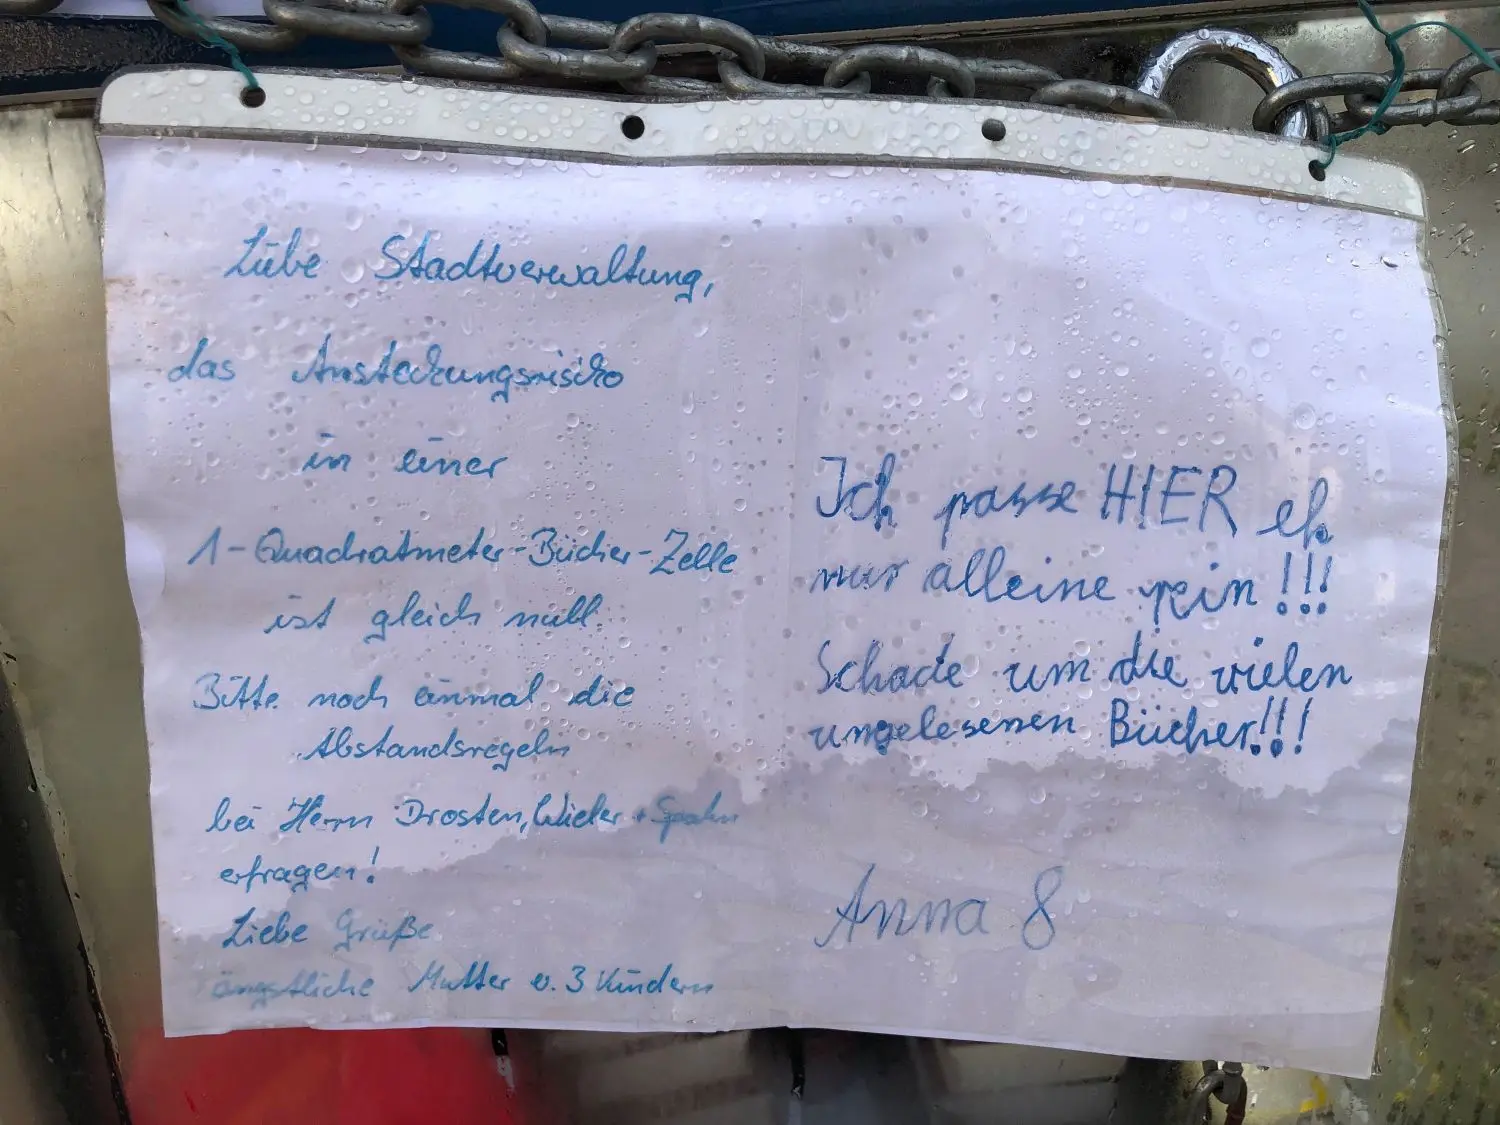 Liebe Stadtverwaltung,
das Ansteckungsrisiko
in einer
1-Quadratmeter-Bücher-Zelle
ist gleich null.
Bitte noch einmal die
Abstandsregeln
bei Herrn Drosten, Wieler + Spahn
erfragen!
Liebe Grüße
ängstliche Mutter v. 3 Kindern
Ich passe HIER eh
nur alleine rein!!!
Schade um die vielen
ungelesenen Bücher!!!
Anna 8